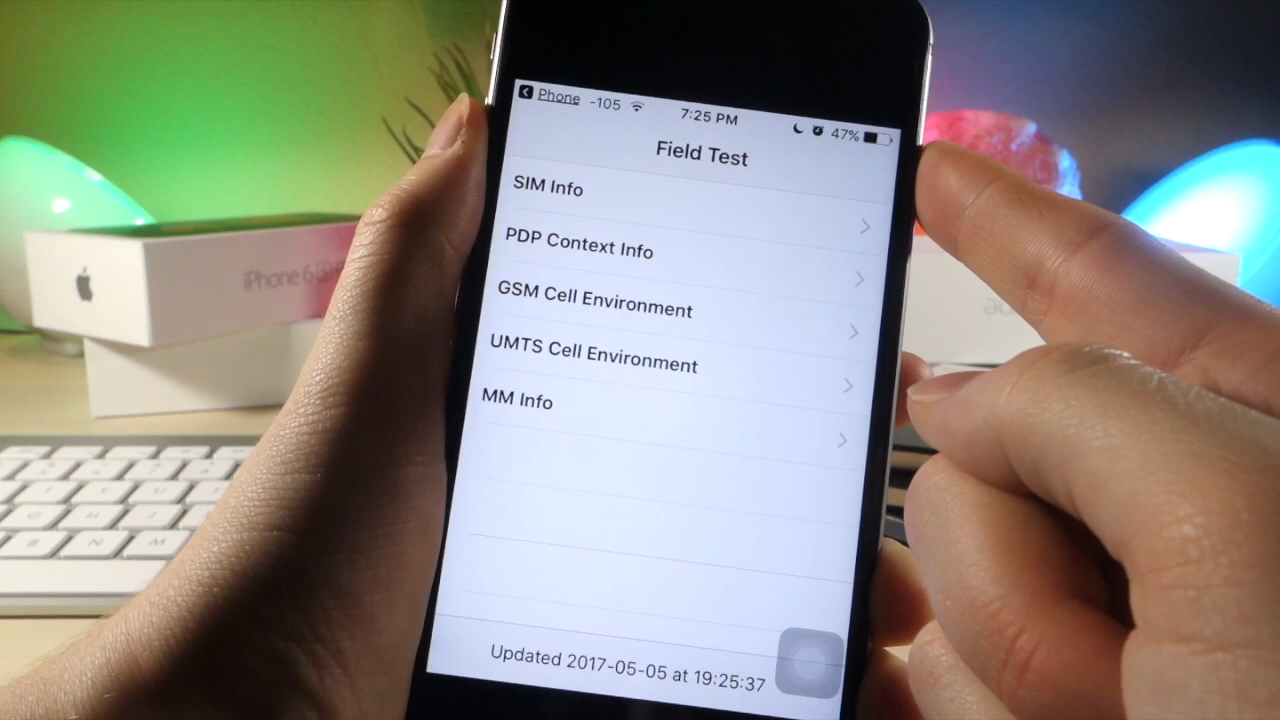 Phone -105 7:25 PM 47%
Field Test
SIM Info
PDP Context Info
GSM Cell Environment
UMTS Cell Environment
MM Info
Updated 2017-05-05 at 19:25:37
iPhone